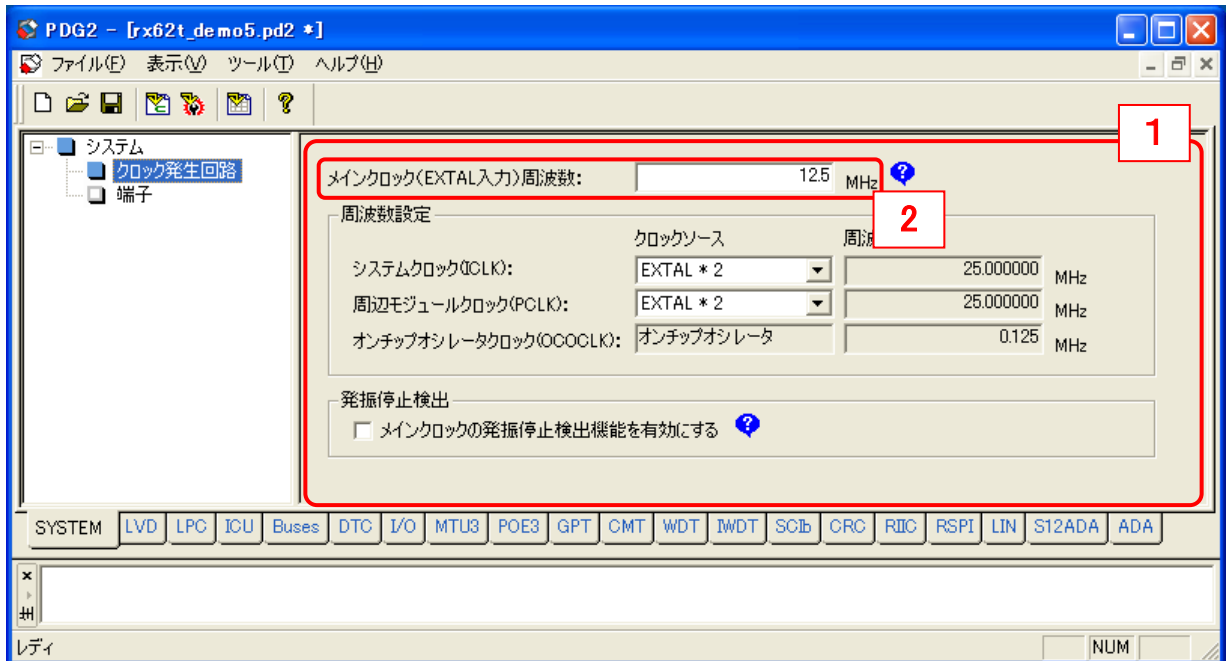 PDG2 - [rx62t_demo5.pd2 *]
ファイル(F) 表示(V) ツール(T) ヘルプ(H)
1
システム
クロック発生回路
端子
メインクロック(EXTAL入力)周波数: 12.5 MHz
2
周波数設定
クロックソース 周波
システムクロック(ICLK): EXTAL * 2 25.000000 MHz
周辺モジュールクロック(PCLK): EXTAL * 2 25.000000 MHz
オンチップオシレータクロック(OCOCLK): オンチップオシレータ 0.125 MHz
発振停止検出
メインクロックの発振停止検出機能を有効にする
SYSTEM LVD LPC ICU Buses DTC I/O MTU3 POE3 GPT CMT WDT IWDT SCIb CRC RIIC RSPI LIN S12ADA ADA
レディ NUM